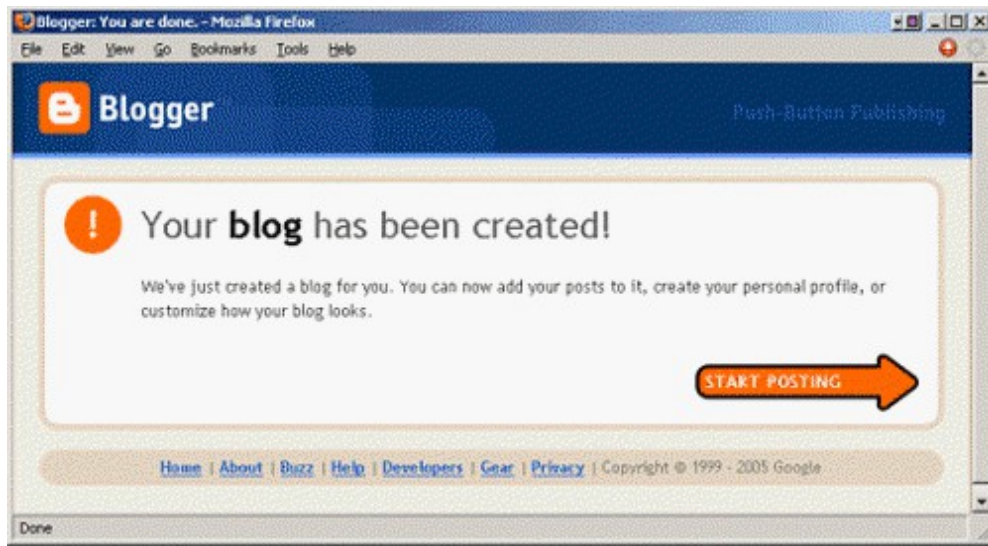 Blogger: You are done. - Mozilla Firefox
File Edit View Go Bookmarks Tools Help
Blogger
Push-Button Publishing
!
Your blog has been created!
We've just created a blog for you. You can now add your posts to it, create your personal profile, or
customize how your blog looks.
START POSTING
Home | About | Buzz | Help | Developers | Gear | Privacy | Copyright © 1999 - 2005 Google
Done